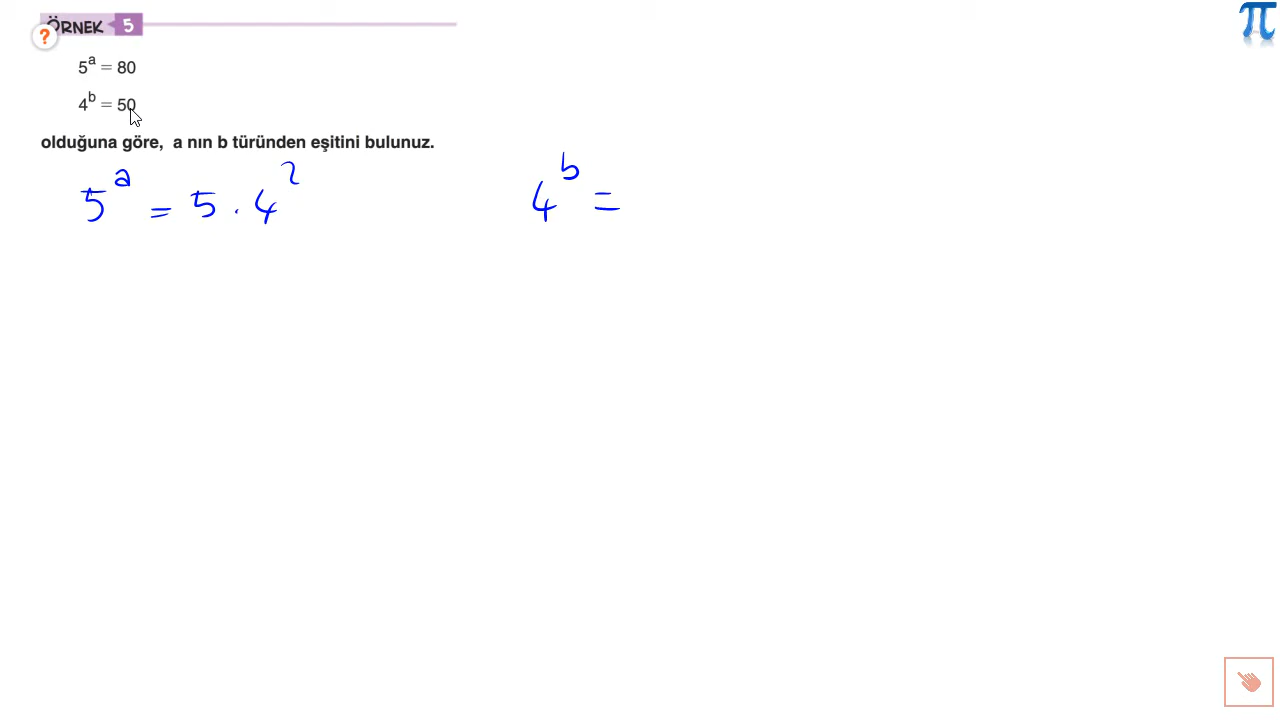 ÖRNEK 5
?
5^a = 80
4^b = 50
olduğuna göre, a nın b türünden eşitini bulunuz.
5^a = 5 . 4^2 4^b =
π